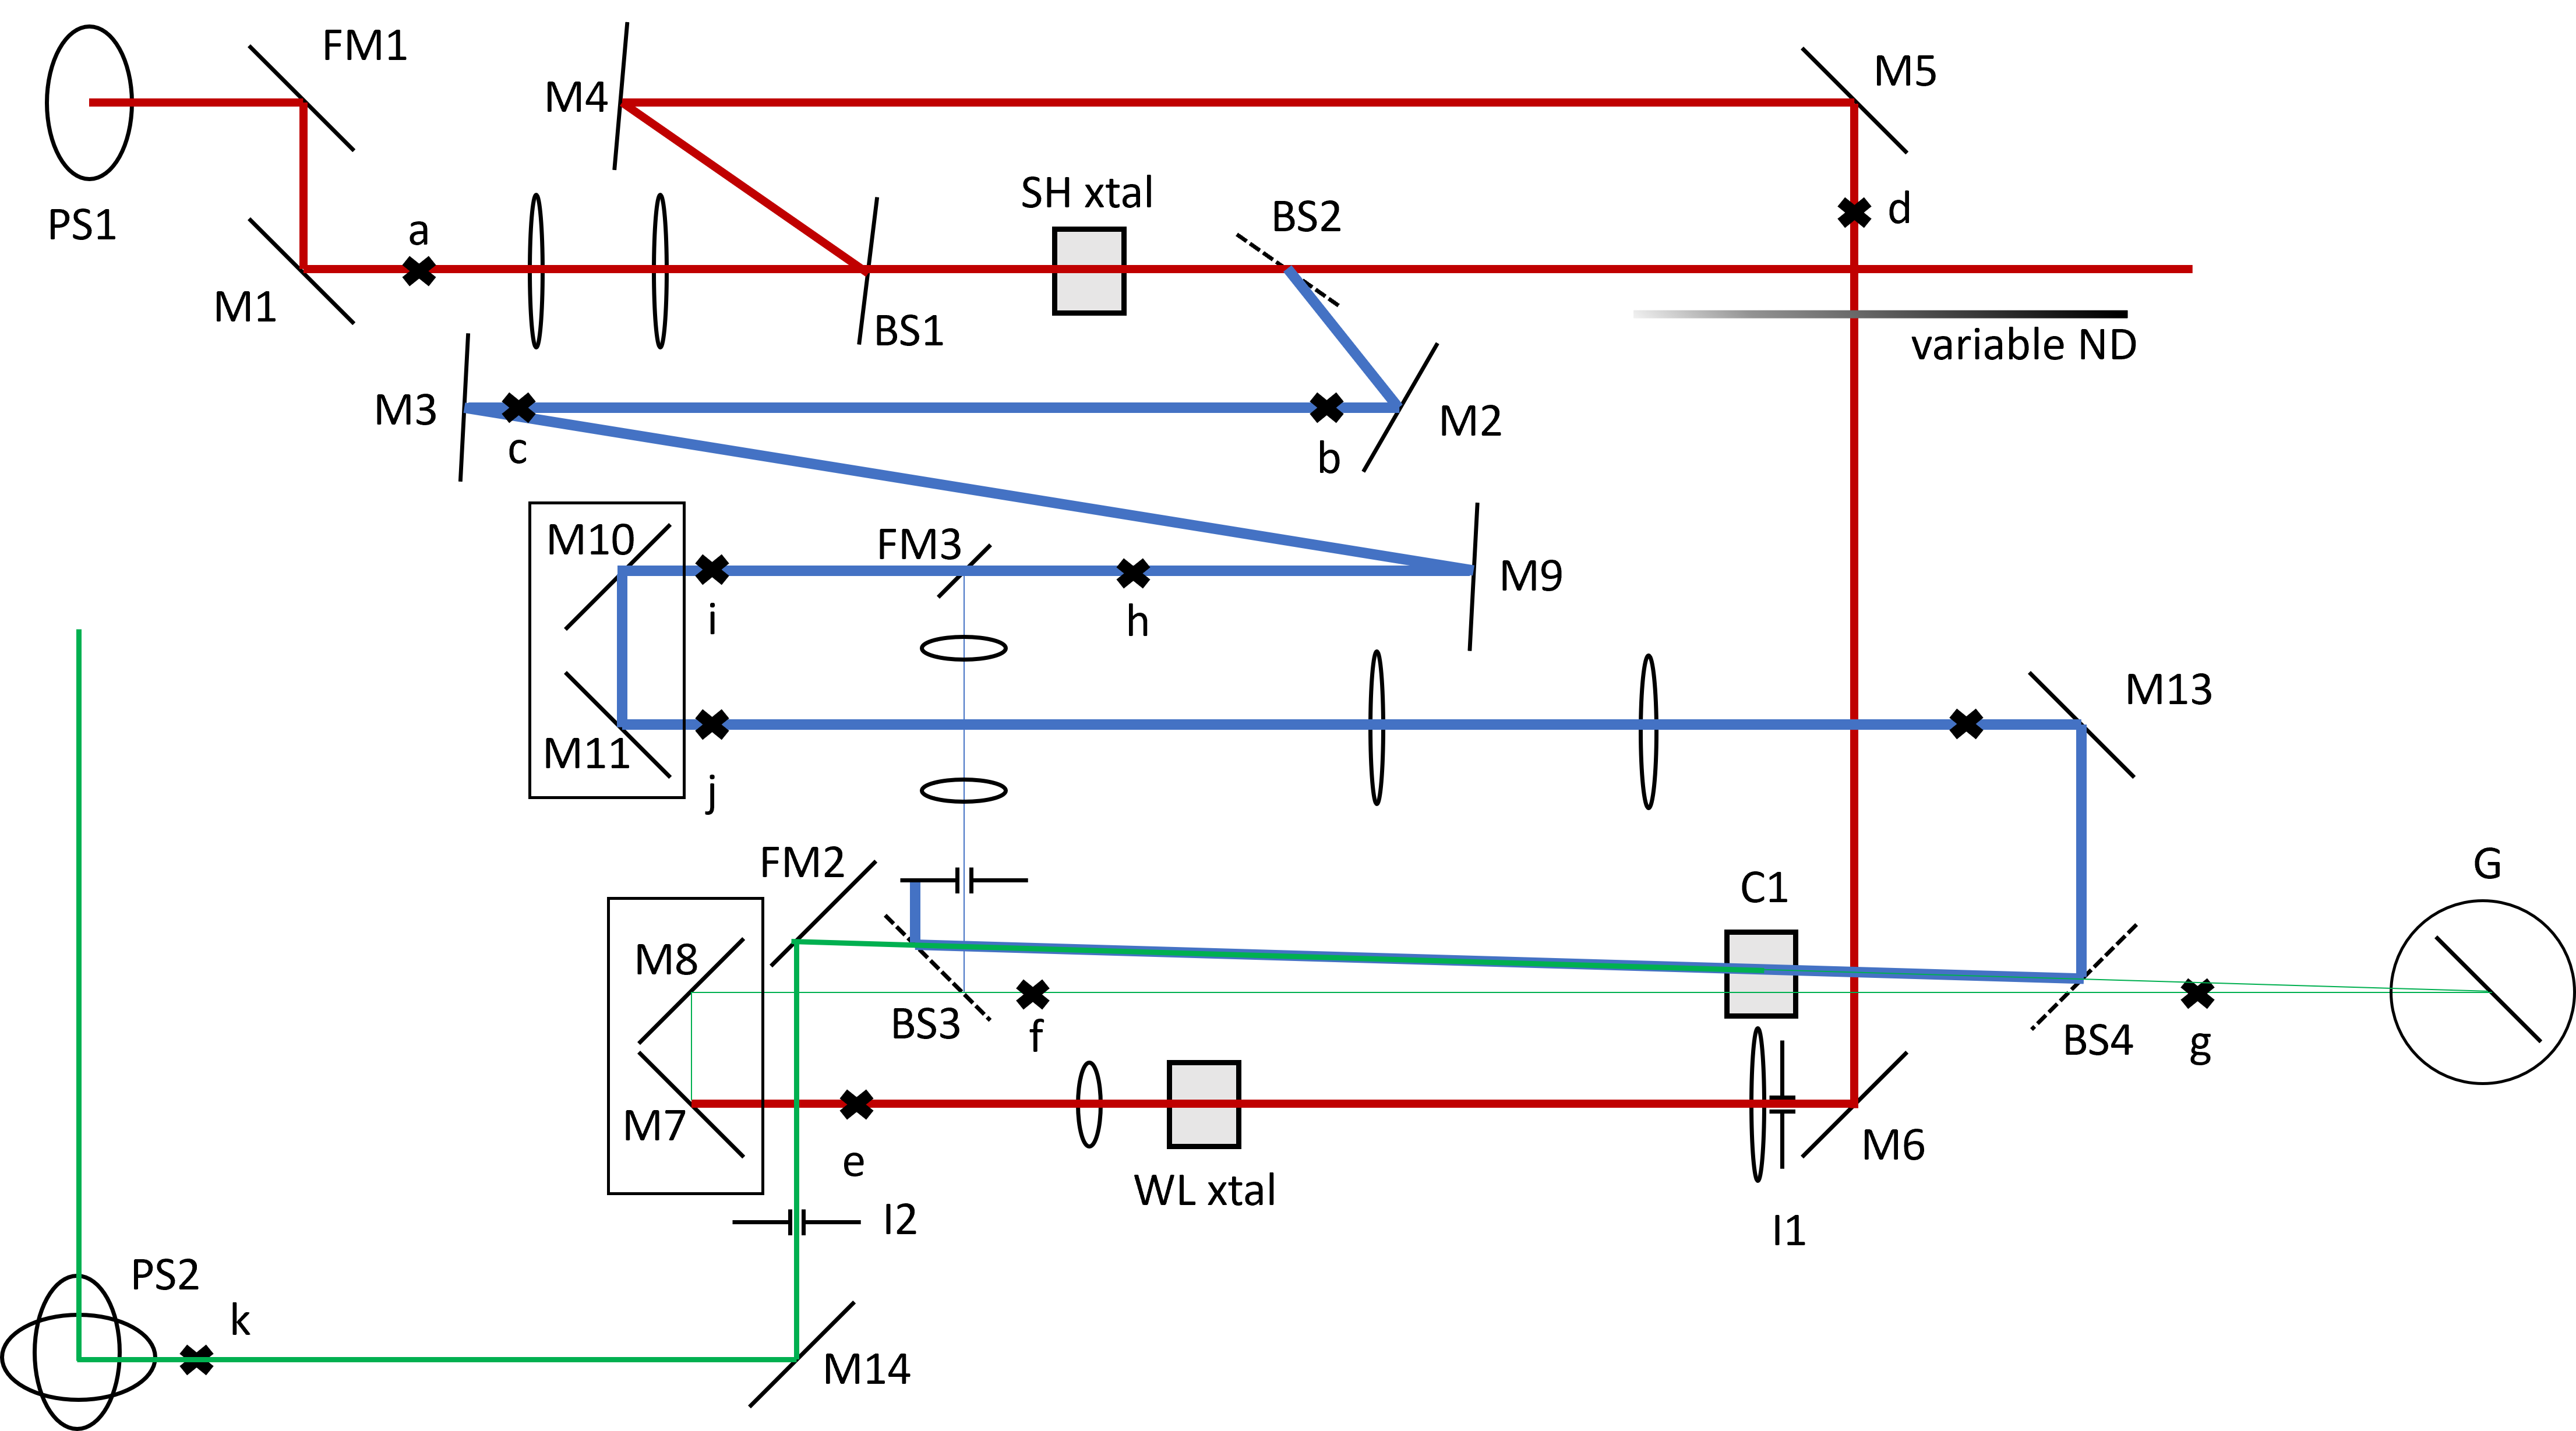 FM1
M5
M4
SH xtal
BS2
d
PS1
a
M1
BS1
variable ND
M3
M2
c
b
M10
FM3
M9
i
h
M13
M11
j
FM2
C1
G
M8
BS3
f
BS4
g
M7
M6
e
WL xtal
I2
I1
PS2
k
M14